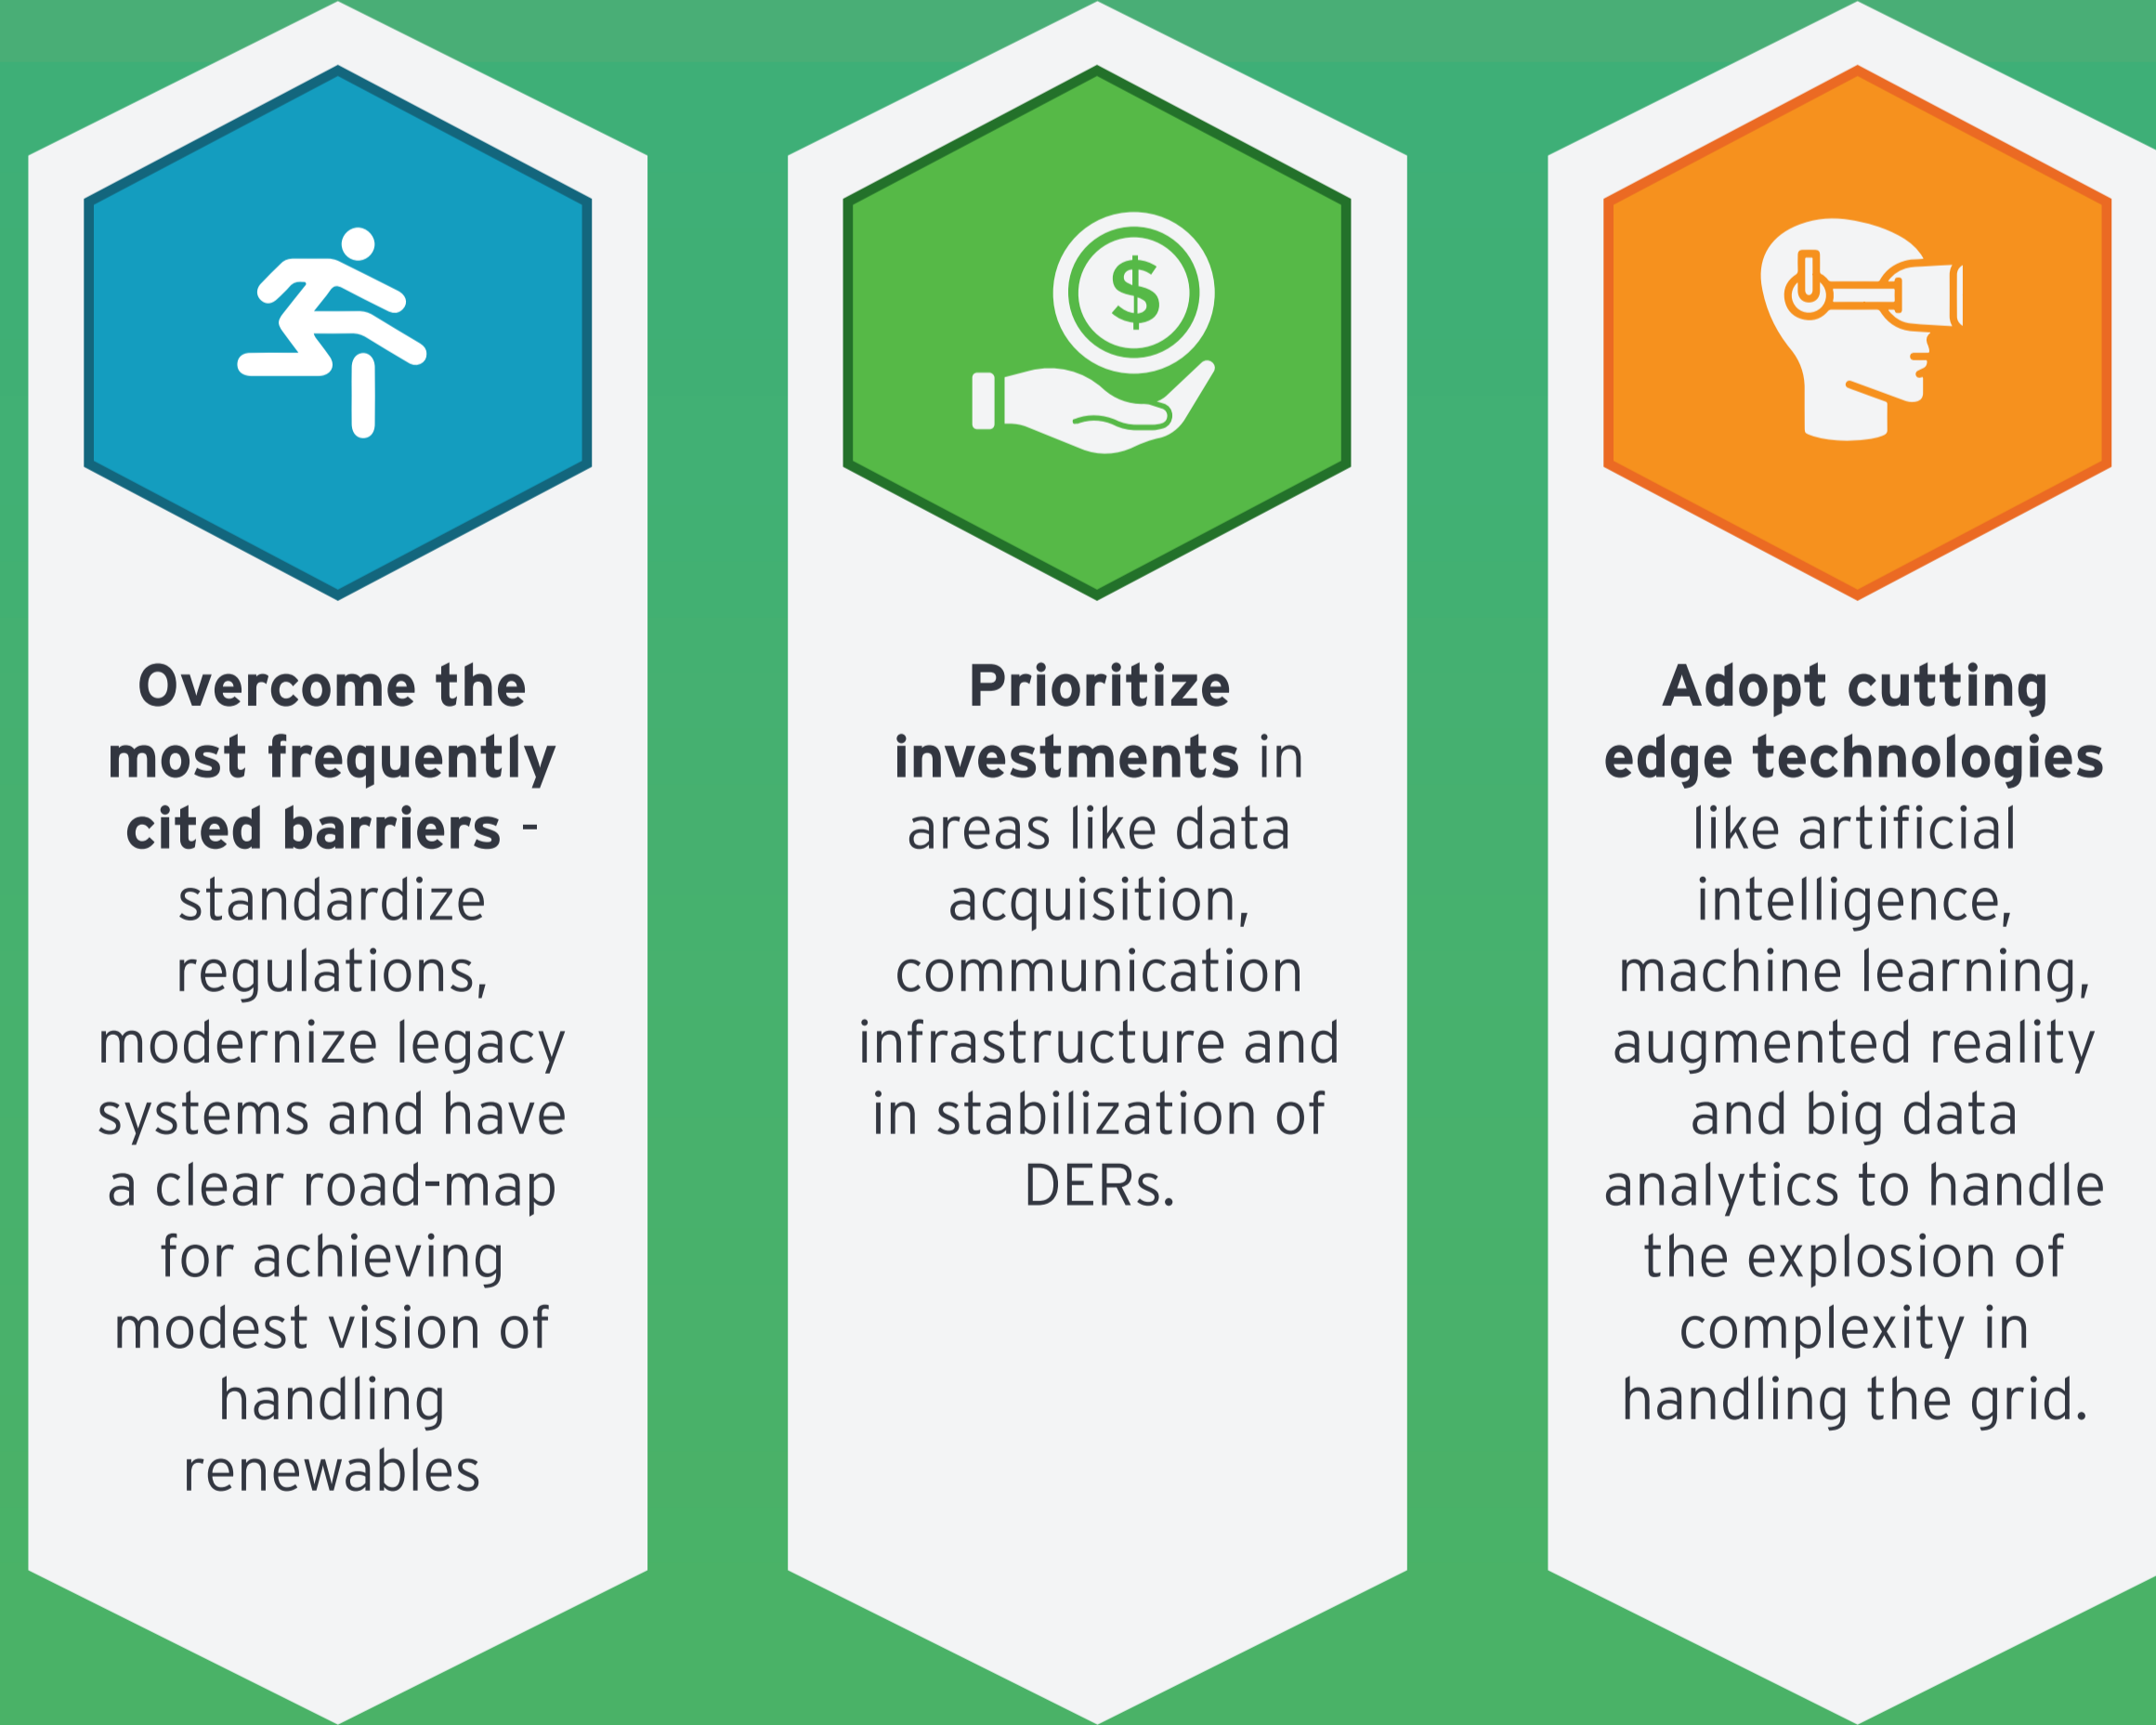 Overcome the
most frequently
cited barriers -
standardize
regulations,
modernize legacy
systems and have
a clear road-map
for achieving
modest vision of
handling
renewables
$
Prioritize
investments in
areas like data
acquisition,
communication
infrastructure and
in stabilization of
DERs.
Adopt cutting
edge technologies
like artificial
intelligence,
machine learning,
augmented reality
and big data
analytics to handle
the explosion of
complexity in
handling the grid.